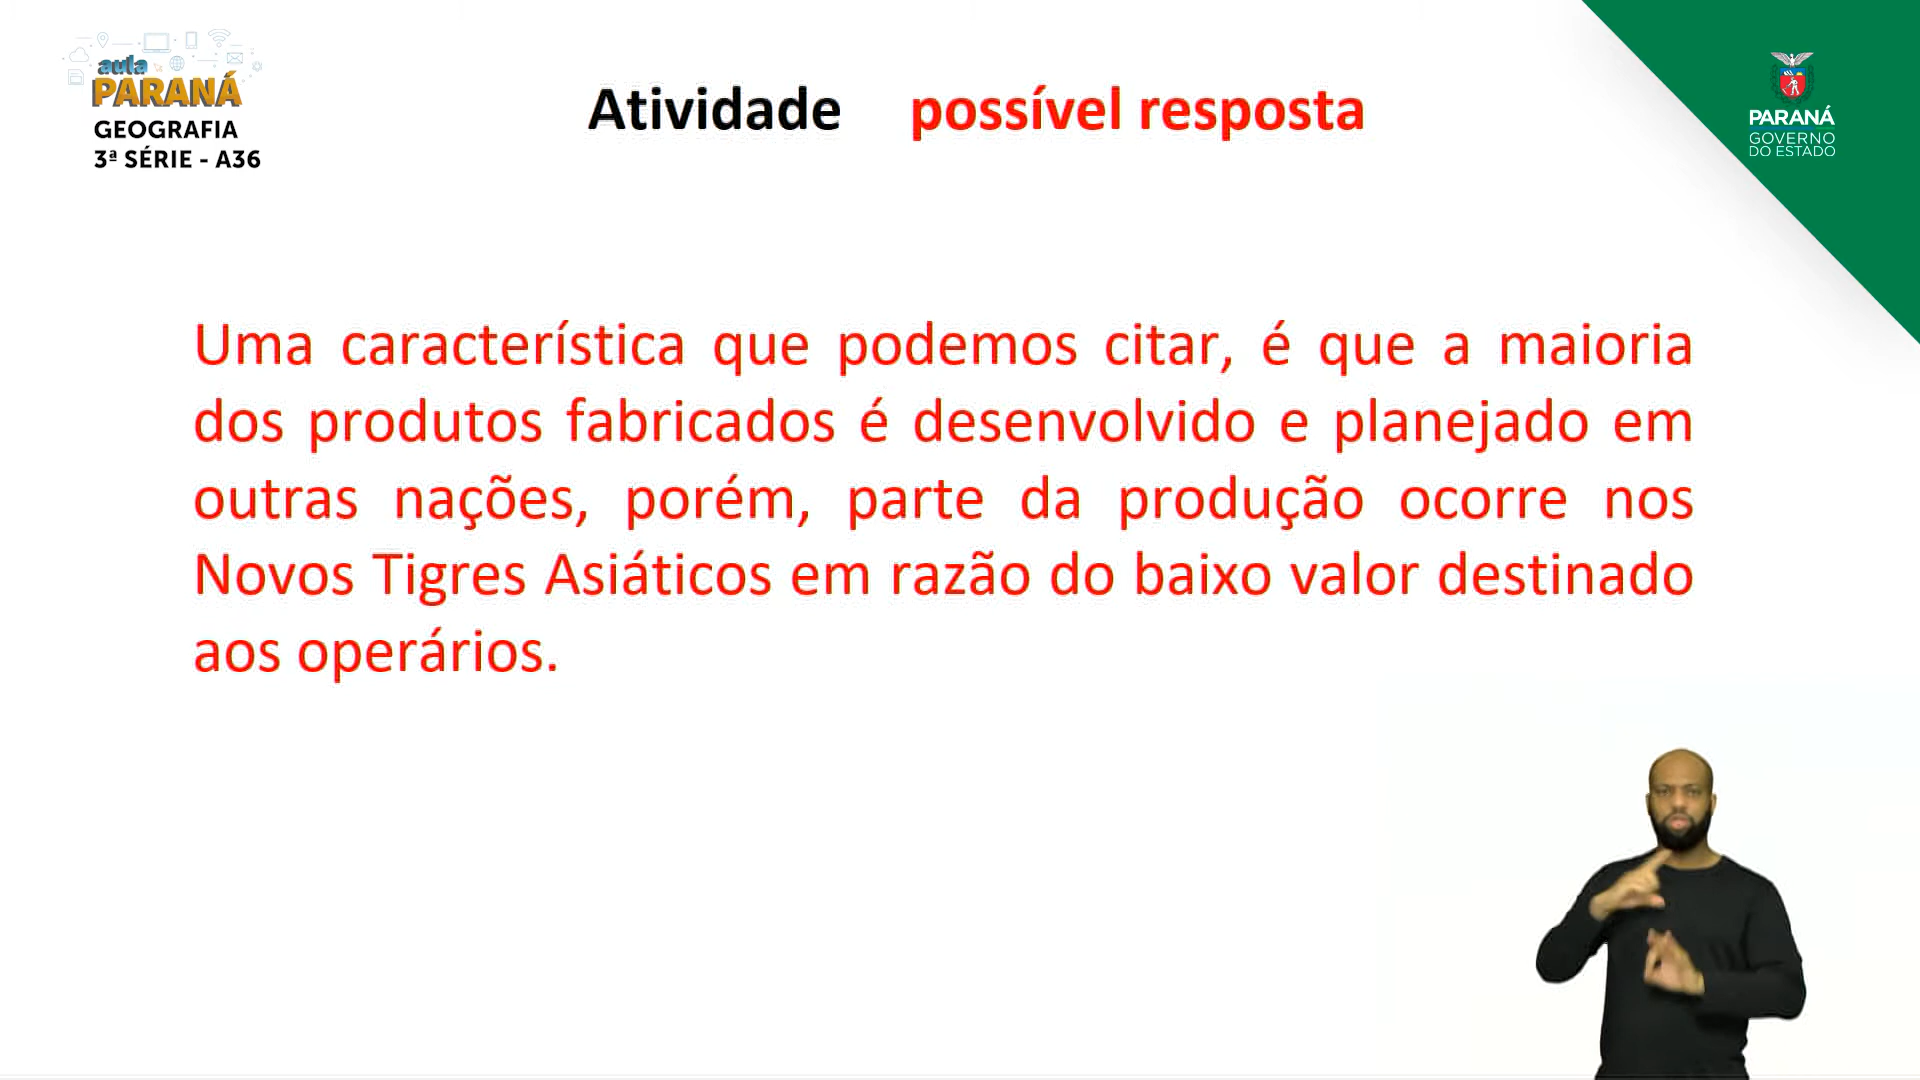 aula
PARANÁ
GEOGRAFIA
3ª SÉRIE - A36
Atividade possível resposta
PARANÁ
GOVERNO
DO ESTADO
Uma característica que podemos citar, é que a maioria
dos produtos fabricados é desenvolvido e planejado em
outras nações, porém, parte da produção ocorre nos
Novos Tigres Asiáticos em razão do baixo valor destinado
aos operários.